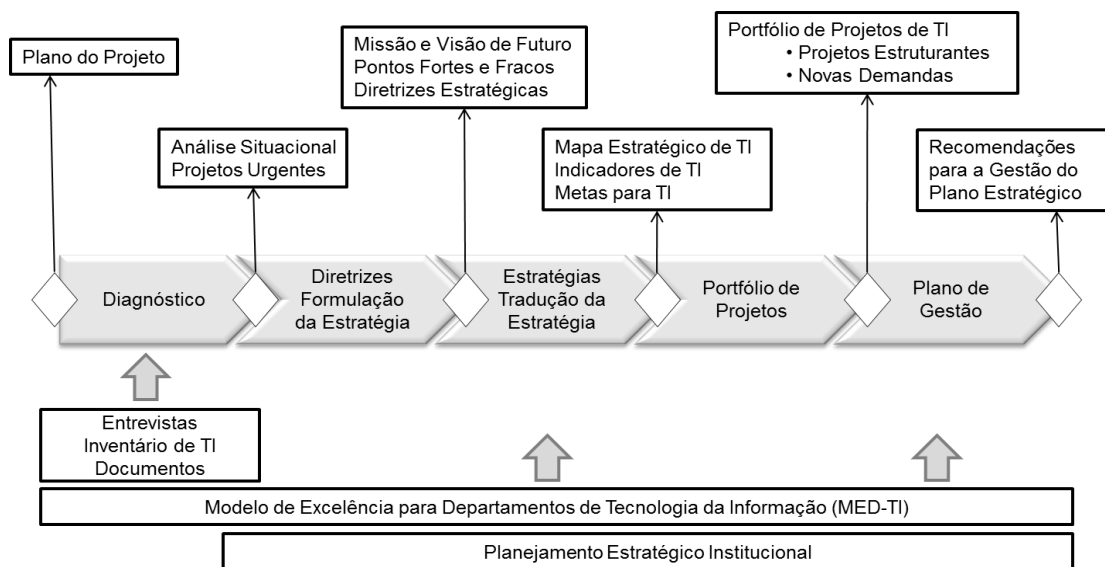 Plano do Projeto
Missão e Visão de Futuro
Pontos Fortes e Fracos
Diretrizes Estratégicas
Portfólio de Projetos de TI
• Projetos Estruturantes
• Novas Demandas
Análise Situacional
Projetos Urgentes
Mapa Estratégico de TI
Indicadores de TI
Metas para TI
Recomendações
para a Gestão do
Plano Estratégico
Diagnóstico
Diretrizes
Formulação
da Estratégia
Estratégias
Tradução da
Estratégia
Portfólio de
Projetos
Plano de
Gestão
Entrevistas
Inventário de TI
Documentos
Modelo de Excelência para Departamentos de Tecnologia da Informação (MED-TI)
Planejamento Estratégico Institucional